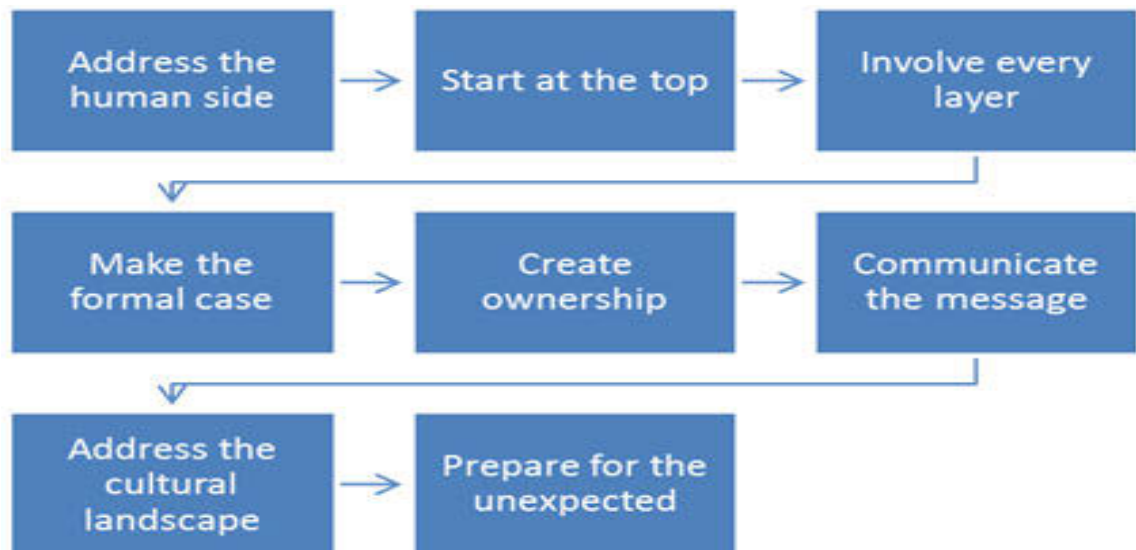 Address the
human side
Start at the top
Involve every
layer
Make the
formal case
Create
ownership
Communicate
the message
Address the
cultural
landscape
Prepare for the
unexpected